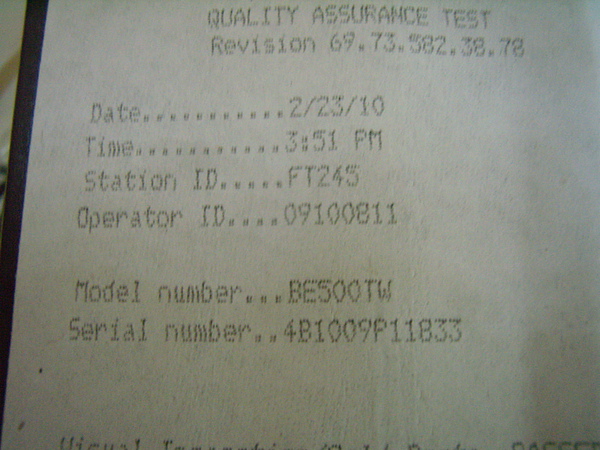 QUALITY ASSURANCE TEST
Revision 69.73.582.38.78
Date...........2/23/10
Time...........3:51 PM
Station ID.....FT245
Operator ID....09100811
Model number...BE500TW
Serial number..4B1009P11833